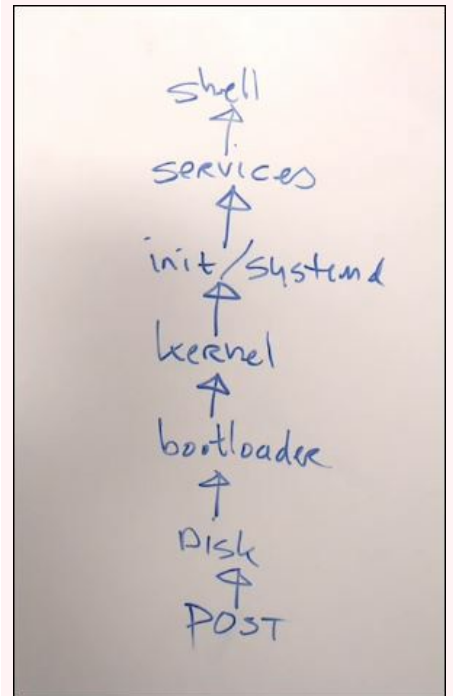 shell
services
init/systemd
kernel
bootloader
Disk
POST